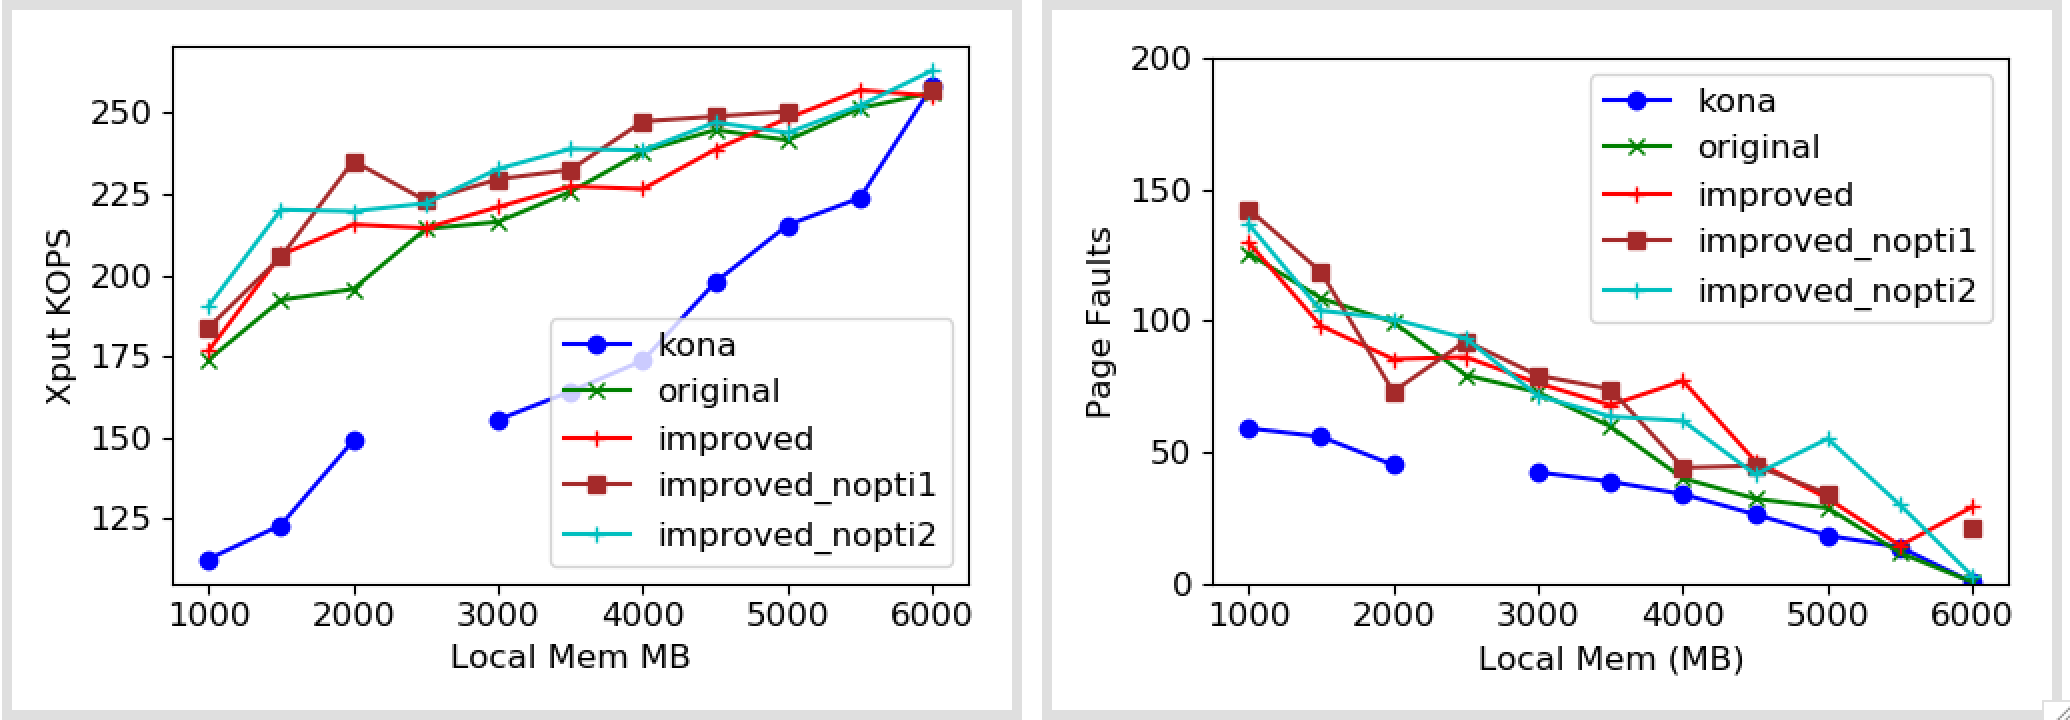 250
225
200
175
150
125
Xput KOPS
1000 2000 3000 4000 5000 6000
Local Mem MB
kona
original
improved
improved_nopti1
improved_nopti2
200
150
100
50
0
Page Faults
1000 2000 3000 4000 5000 6000
Local Mem (MB)
kona
original
improved
improved_nopti1
improved_nopti2